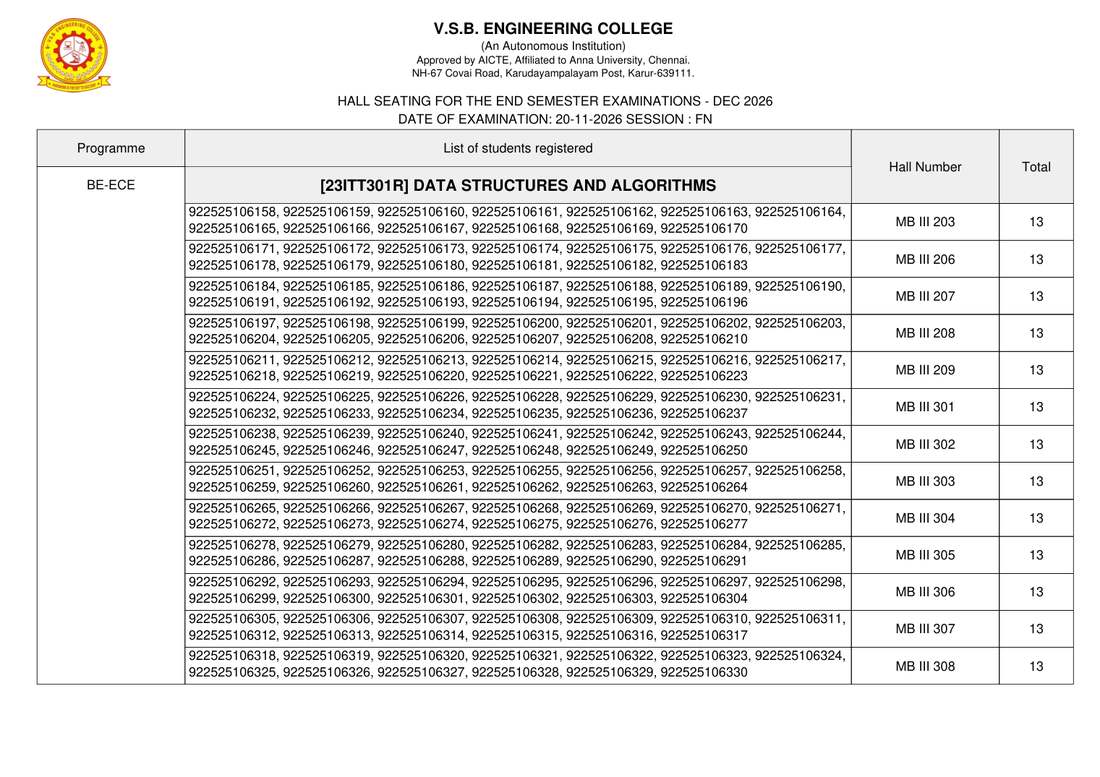 V.S.B. ENGINEERING COLLEGE
(An Autonomous Institution)
Approved by AICTE, Affiliated to Anna University, Chennai.
NH-67 Covai Road, Karudayampalayam Post, Karur-639111.
HALL SEATING FOR THE END SEMESTER EXAMINATIONS - DEC 2026
DATE OF EXAMINATION: 20-11-2026 SESSION : FN
Programme List of students registered Hall Number Total
BE-ECE [23ITT301R] DATA STRUCTURES AND ALGORITHMS
922525106158, 922525106159, 922525106160, 922525106161, 922525106162, 922525106163, 922525106164,
922525106165, 922525106166, 922525106167, 922525106168, 922525106169, 922525106170
MB III 203 13
922525106171, 922525106172, 922525106173, 922525106174, 922525106175, 922525106176, 922525106177,
922525106178, 922525106179, 922525106180, 922525106181, 922525106182, 922525106183
MB III 206 13
922525106184, 922525106185, 922525106186, 922525106187, 922525106188, 922525106189, 922525106190,
922525106191, 922525106192, 922525106193, 922525106194, 922525106195, 922525106196
MB III 207 13
922525106197, 922525106198, 922525106199, 922525106200, 922525106201, 922525106202, 922525106203,
922525106204, 922525106205, 922525106206, 922525106207, 922525106208, 922525106210
MB III 208 13
922525106211, 922525106212, 922525106213, 922525106214, 922525106215, 922525106216, 922525106217,
922525106218, 922525106219, 922525106220, 922525106221, 922525106222, 922525106223
MB III 209 13
922525106224, 922525106225, 922525106226, 922525106228, 922525106229, 922525106230, 922525106231,
922525106232, 922525106233, 922525106234, 922525106235, 922525106236, 922525106237
MB III 301 13
922525106238, 922525106239, 922525106240, 922525106241, 922525106242, 922525106243, 922525106244,
922525106245, 922525106246, 922525106247, 922525106248, 922525106249, 922525106250
MB III 302 13
922525106251, 922525106252, 922525106253, 922525106255, 922525106256, 922525106257, 922525106258,
922525106259, 922525106260, 922525106261, 922525106262, 922525106263, 922525106264
MB III 303 13
922525106265, 922525106266, 922525106267, 922525106268, 922525106269, 922525106270, 922525106271,
922525106272, 922525106273, 922525106274, 922525106275, 922525106276, 922525106277
MB III 304 13
922525106278, 922525106279, 922525106280, 922525106282, 922525106283, 922525106284, 922525106285,
922525106286, 922525106287, 922525106288, 922525106289, 922525106290, 922525106291
MB III 305 13
922525106292, 922525106293, 922525106294, 922525106295, 922525106296, 922525106297, 922525106298,
922525106299, 922525106300, 922525106301, 922525106302, 922525106303, 922525106304
MB III 306 13
922525106305, 922525106306, 922525106307, 922525106308, 922525106309, 922525106310, 922525106311,
922525106312, 922525106313, 922525106314, 922525106315, 922525106316, 922525106317
MB III 307 13
922525106318, 922525106319, 922525106320, 922525106321, 922525106322, 922525106323, 922525106324,
922525106325, 922525106326, 922525106327, 922525106328, 922525106329, 922525106330
MB III 308 13